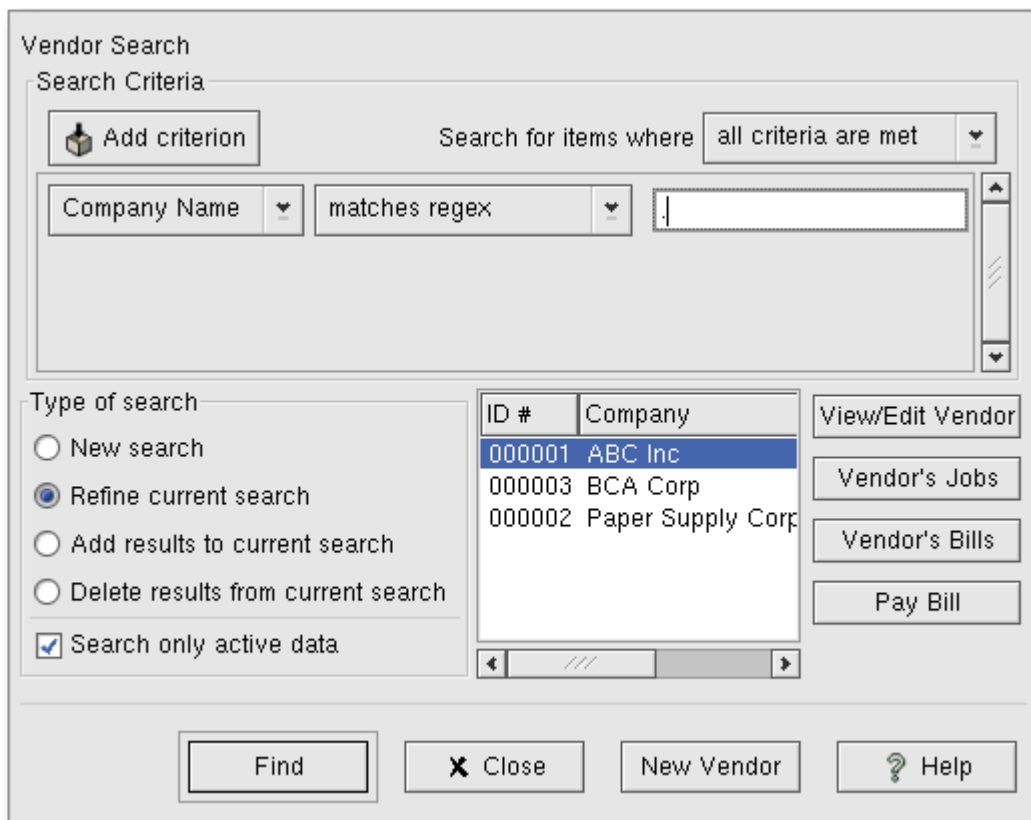 Vendor Search
Search Criteria
Add criterion
Search for items where all criteria are met
Company Name matches regex .
Type of search
New search
Refine current search
Add results to current search
Delete results from current search
Search only active data
ID # Company
000001 ABC Inc
000003 BCA Corp
000002 Paper Supply Corp
View/Edit Vendor
Vendor's Jobs
Vendor's Bills
Pay Bill
Find Close New Vendor Help